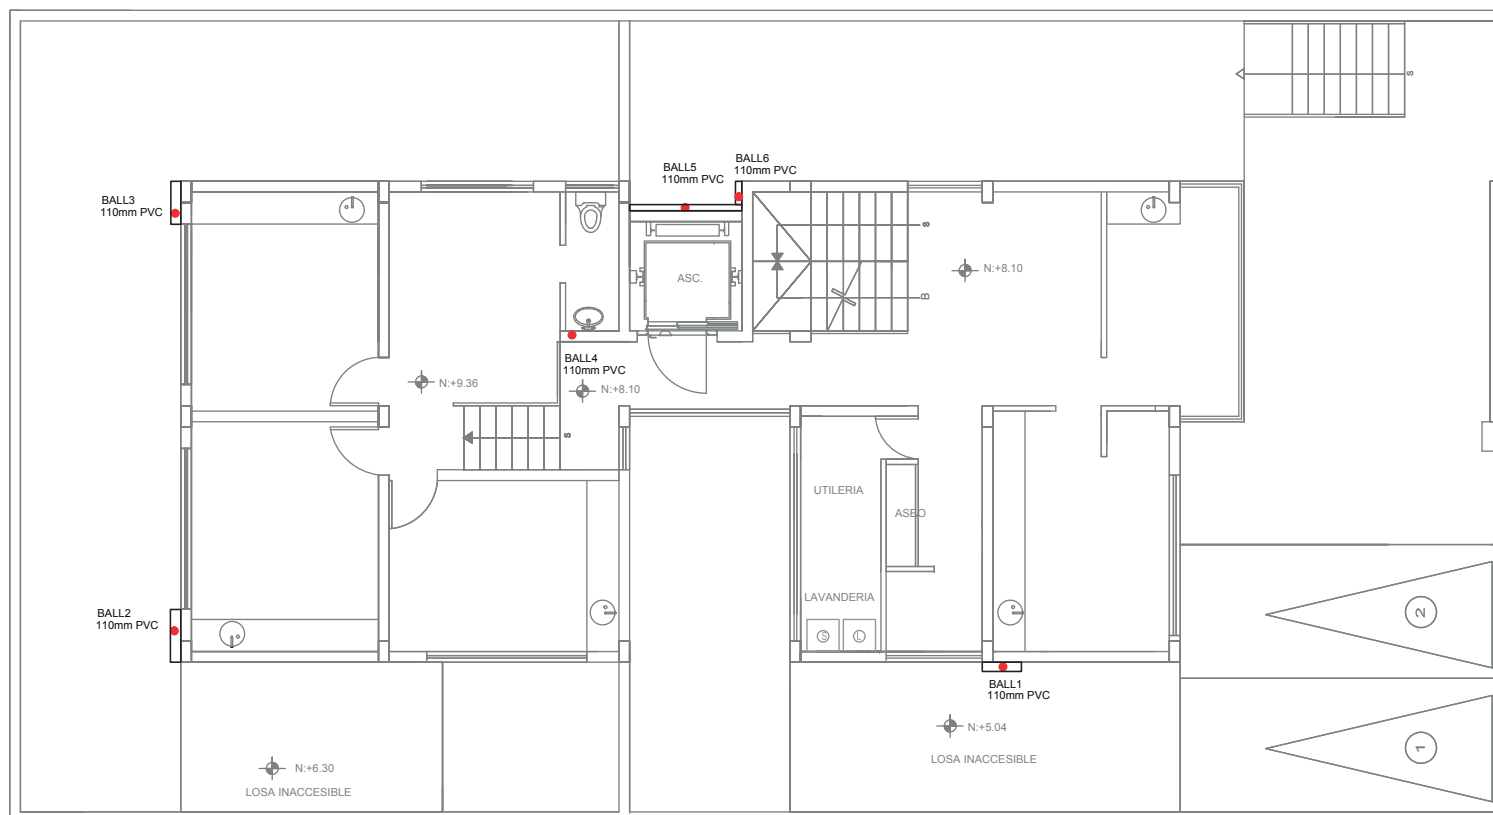 s
BALL6
110mm PVC
BALL5
110mm PVC
BALL3
110mm PVC
s
N:+8.10
ASC.
B
BALL4
110mm PVC
N:+8.10
N:+9.36
s
UTILERIA
ASEO
LAVANDERIA
S
L
BALL2
110mm PVC
2
BALL1
110mm PVC
N:+5.04
LOSA INACCESIBLE
1
N:+6.30
LOSA INACCESIBLE